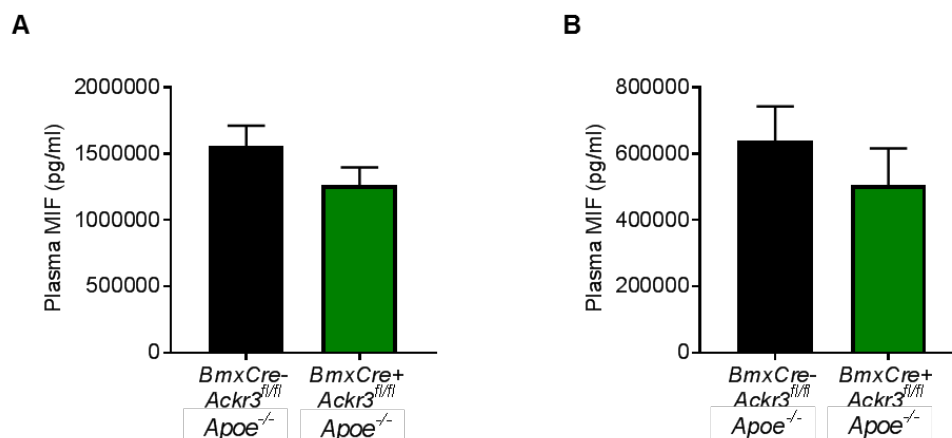 A
B
Plasma MIF (pg/ml)
2000000
1500000
1000000
500000
0
BmxCre- BmxCre+
Ackr3fl/fl Ackr3fl/fl
Apoe-/- Apoe-/-
Plasma MIF (pg/ml)
800000
600000
400000
200000
0
BmxCre- BmxCre+
Ackr3fl/fl Ackr3fl/fl
Apoe-/- Apoe-/-